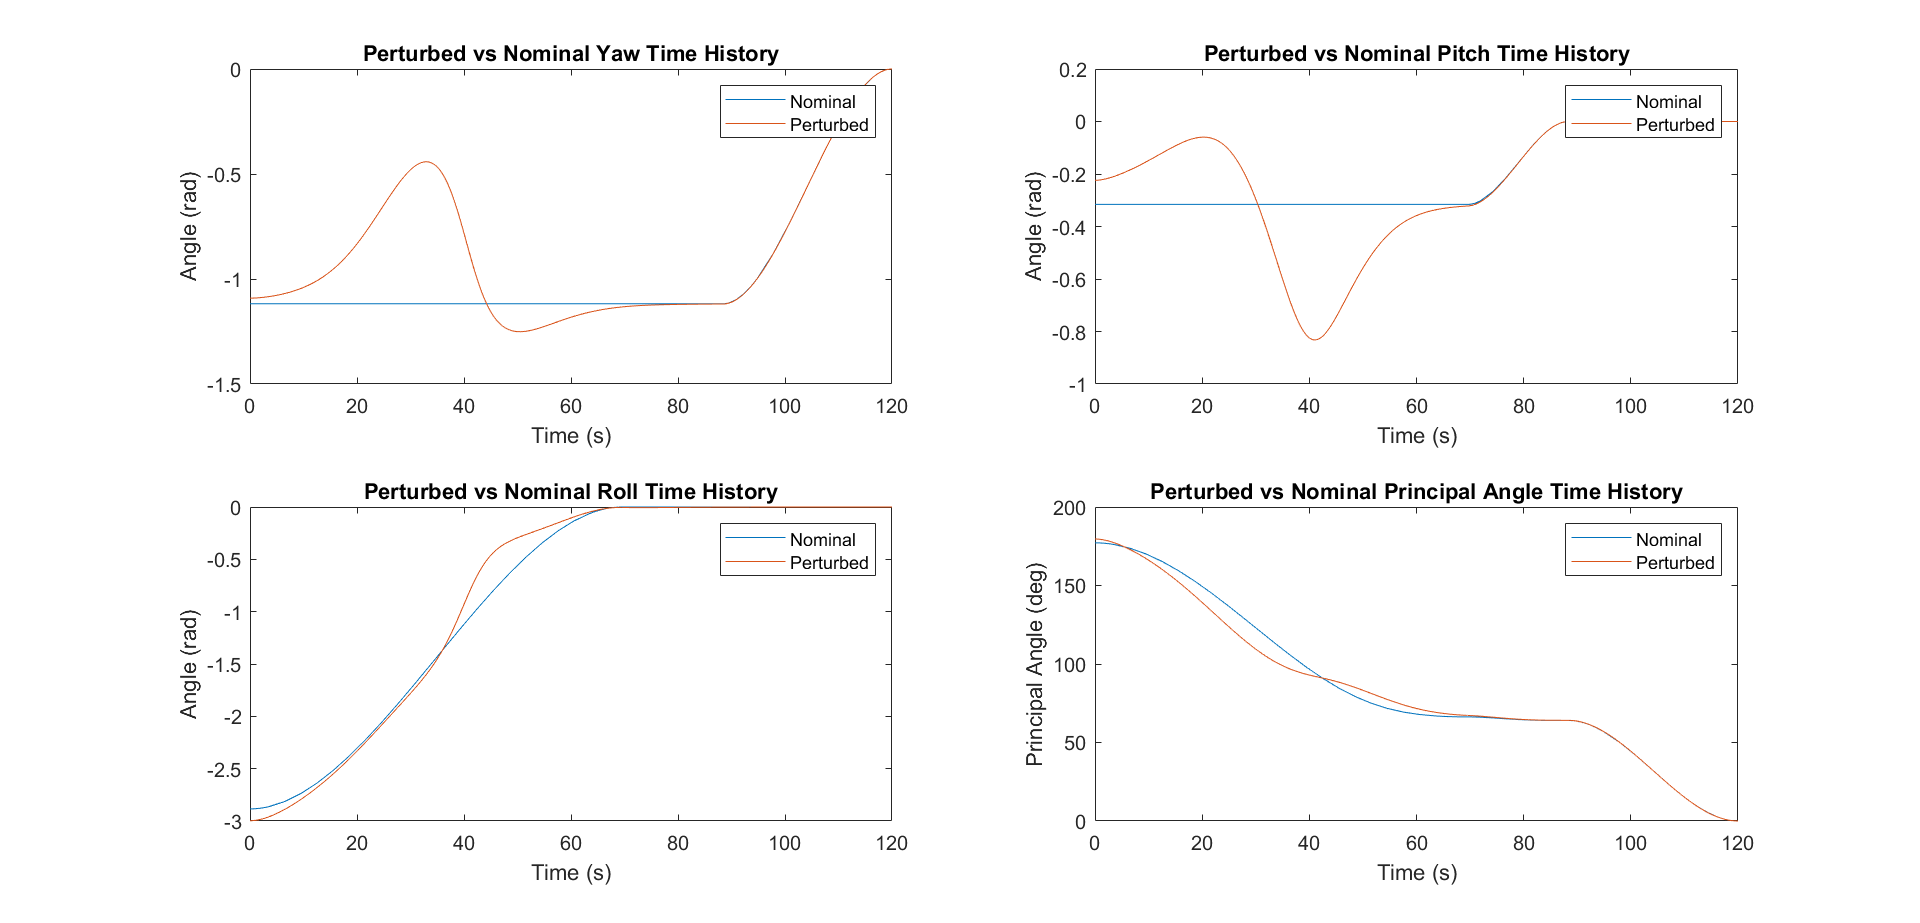 Perturbed vs Nominal Yaw Time History
0
-0.5
-1
-1.5
Angle (rad)
0 20 40 60 80 100 120
Time (s)
Nominal
Perturbed
Perturbed vs Nominal Pitch Time History
0.2
0
-0.2
-0.4
-0.6
-0.8
-1
Angle (rad)
0 20 40 60 80 100 120
Time (s)
Nominal
Perturbed
Perturbed vs Nominal Roll Time History
0
-0.5
-1
-1.5
-2
-2.5
-3
Angle (rad)
0 20 40 60 80 100 120
Time (s)
Nominal
Perturbed
Perturbed vs Nominal Principal Angle Time History
200
150
100
50
0
Principal Angle (deg)
0 20 40 60 80 100 120
Time (s)
Nominal
Perturbed